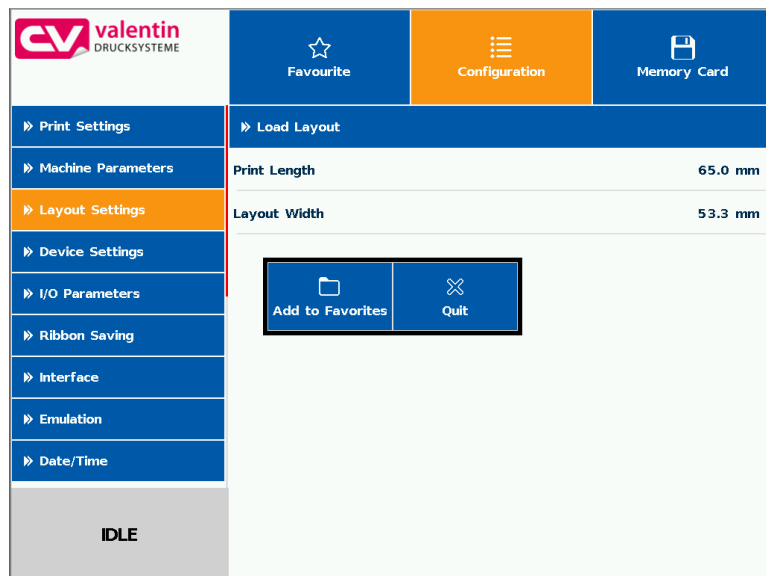 valentin
DRUCKSYSTEME
Favourite
Configuration
Memory Card
Print Settings
Machine Parameters
Layout Settings
Device Settings
I/O Parameters
Ribbon Saving
Interface
Emulation
Date/Time
IDLE
Load Layout
Print Length 65.0 mm
Layout Width 53.3 mm
Add to Favorites
Quit